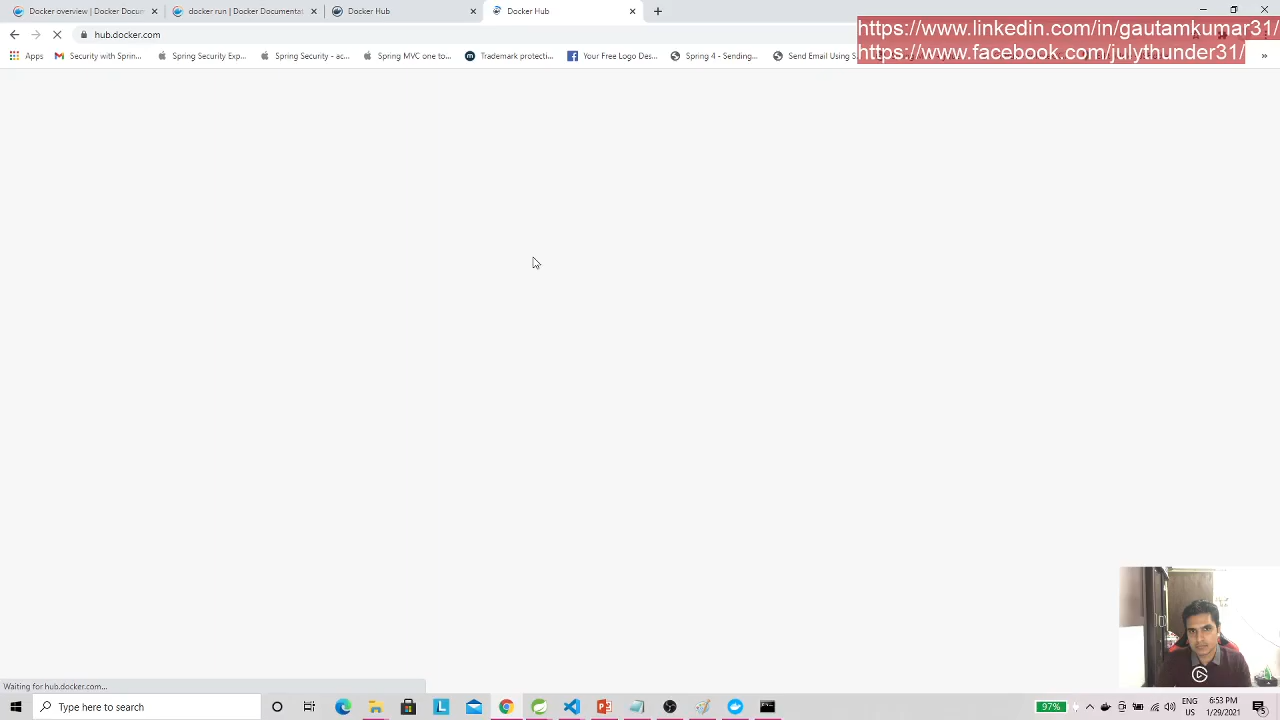 Docker overview | Docker Docum
docker run | Docker Documentat
Docker Hub
Docker Hub
hub.docker.com
https://www.linkedin.com/in/gautamkumar31/
https://www.facebook.com/julythunder31/
Apps
Security with Sprin...
Spring Security Exp...
Spring Security - ac...
Spring MVC one to...
Trademark protecti...
Your Free Logo Des...
Spring 4 - Sending...
Send Email Using S
»
Waiting for hub.docker.com...
Type here to search
97%
ENG
US
6:53 PM
1/29/2021